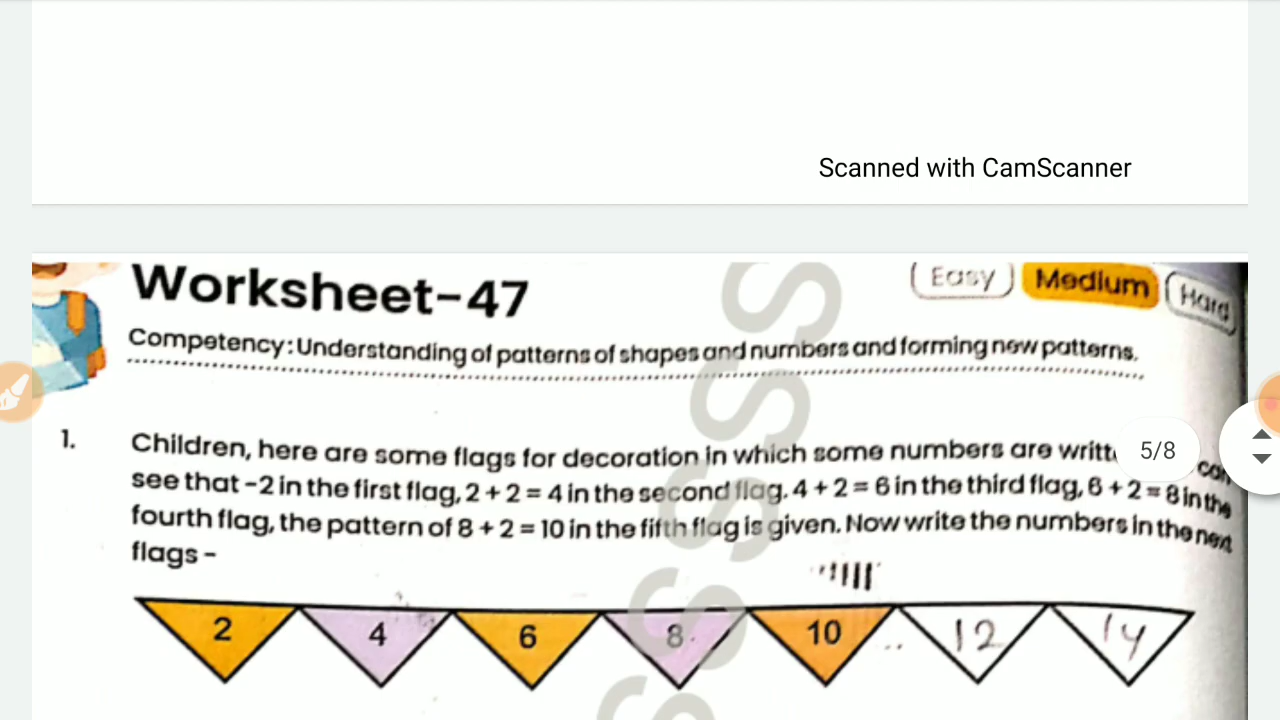 Scanned with CamScanner
Worksheet-47
Easy Medium Hard
Competency: Understanding of patterns of shapes and numbers and forming new patterns.
1. Children, here are some flags for decoration in which some numbers are
see that -2 in the first flag, 2 + 2 = 4 in the second flag. 4 + 2 = 6 in the third flag, 6 + 2 = 8 in the
fourth flag, the pattern of 8 + 2 = 10 in the fifth flag is given. Now write the numbers in the next
flags -
2 4 6 8 10 12 14
5/8
SSSS